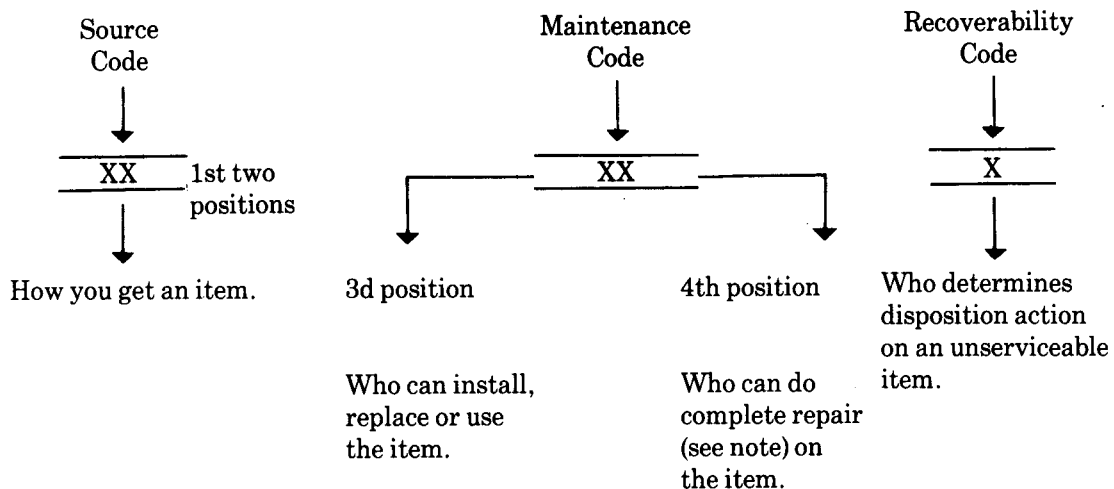 Source
Code
XX
1st two
positions
How you get an item.
Maintenance
Code
XX
3d position
Who can install,
replace or use
the item.
4th position
Who can do
complete repair
(see note) on
the item.
Recoverability
Code
X
Who determines
disposition action
on an unserviceable
item.